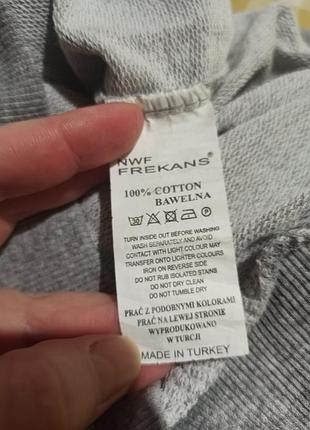 NWF
FREKANS®
100% COTTON
BAWELNA
TURN INSIDE OUT BEFORE WASHING
WASH SEPARATELY AND AVOID
CONTACT WITH LIGHT COLOUR MAY
TRANSFER ONTO LIGHTER COLOURS
IRON ON REVERSE SIDE
DO NOT RUB ISOLATED STAINS
DO NOT DRY CLEAN
DO NOT TUMBLE DRY
PRAĆ Z PODOBNYMI KOLORAMI
PRAĆ NA LEWEJ STRONIE
WYPRODUKOWANO
W TURCJI
MADE IN TURKEY